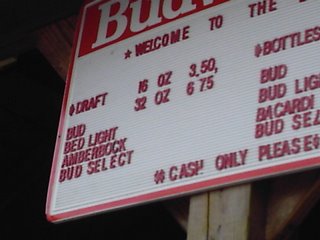 Bud
★WELCOME TO THE
◊DRAFT 16 OZ 3.50,
32 OZ 6 75
BUD
BED LIGHT
AMBERBOCK
BUD SELECT
◊BOTTLES
BUD
BUD LIG
BACARDI
BUD SEL
CASH ONLY PLEASE